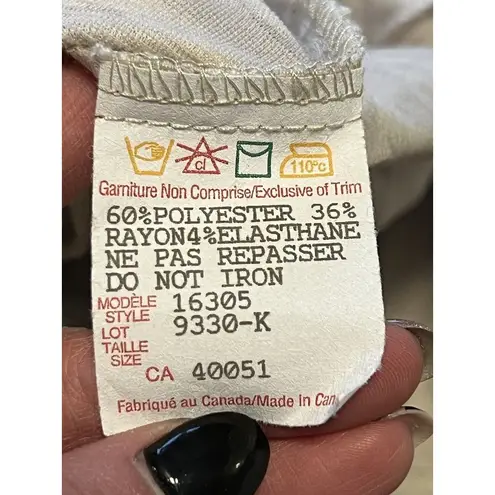 cl
110°c
Garniture Non Comprise/Exclusive of Trim
60%POLYESTER 36%
RAYON4%ELASTHANE
NE PAS REPASSER
DO NOT IRON
MODÈLE 16305
STYLE
LOT 9330-K
TAILLE
SIZE
CA 40051
Fabriqué au Canada/Made in Can